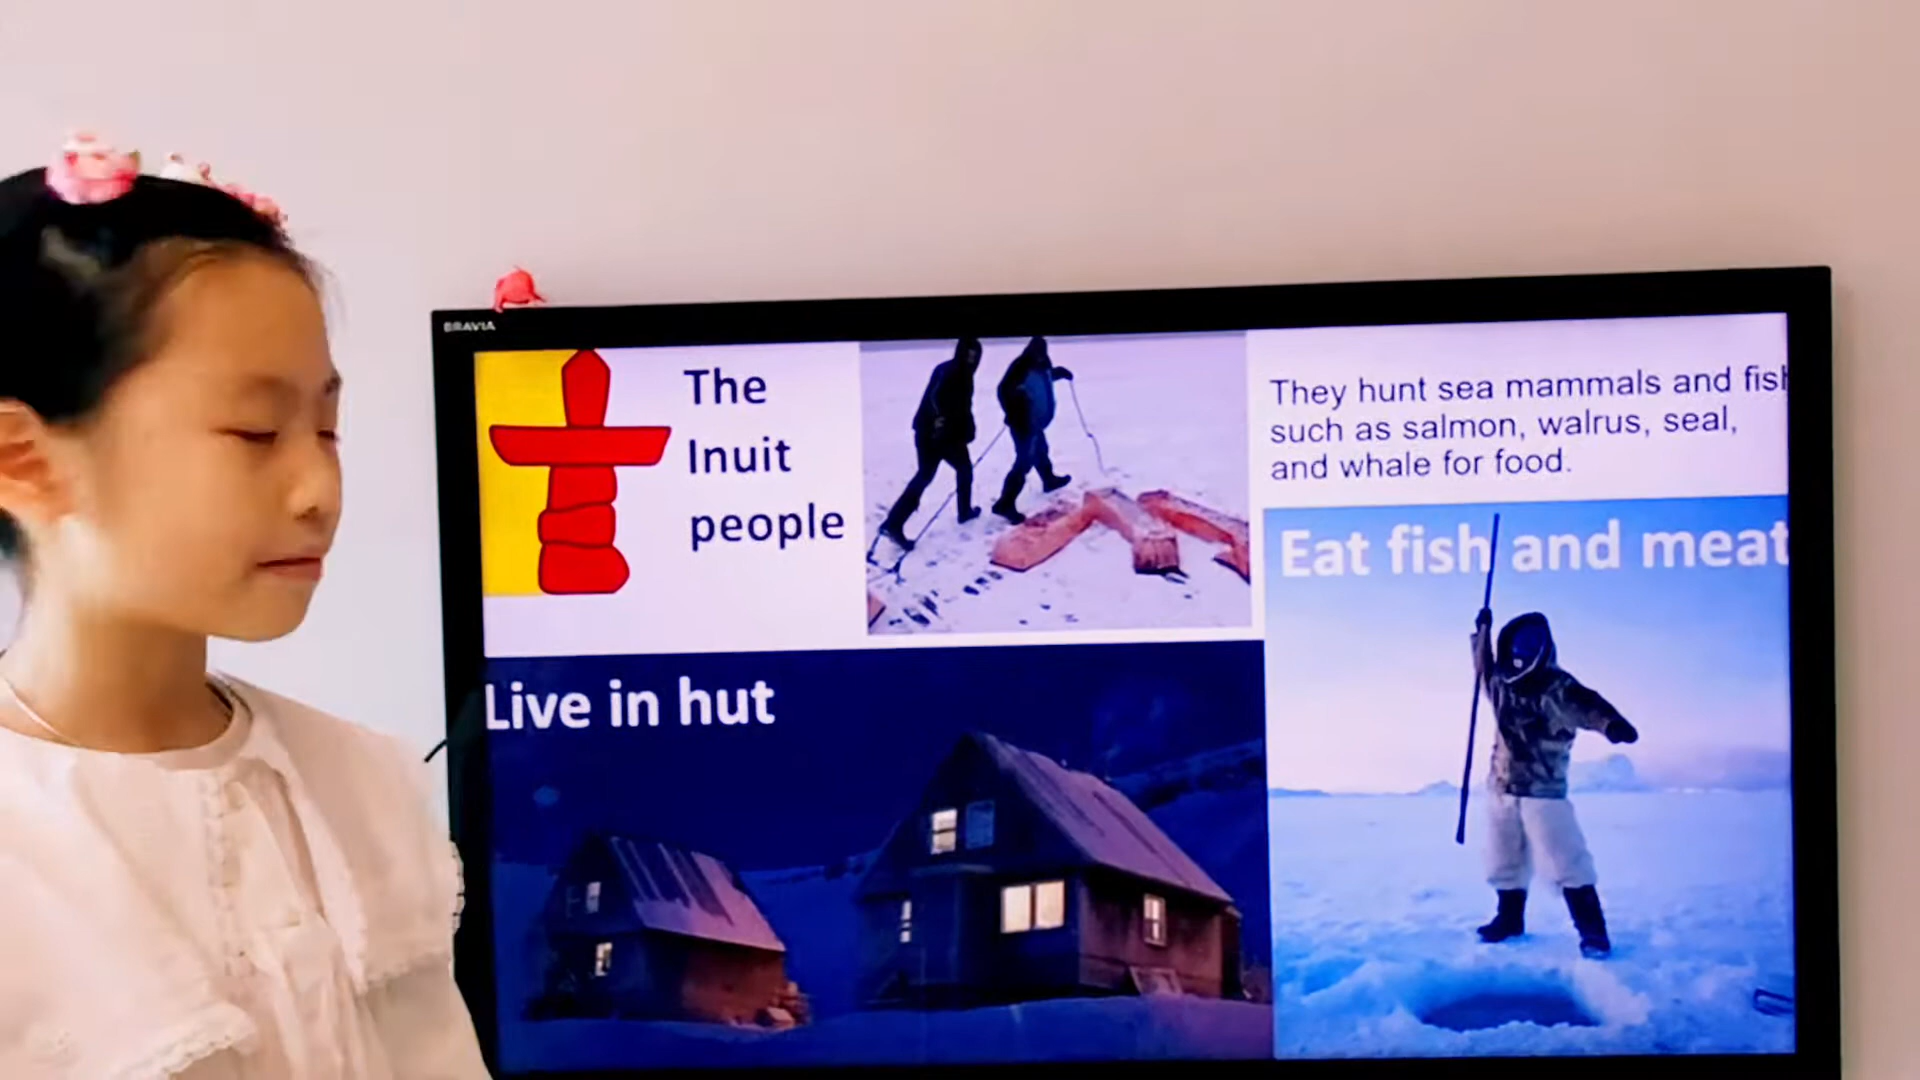 BRAVIA
The
Inuit
people
They hunt sea mammals and fish
such as salmon, walrus, seal,
and whale for food.
Eat fish and meat
Live in hut